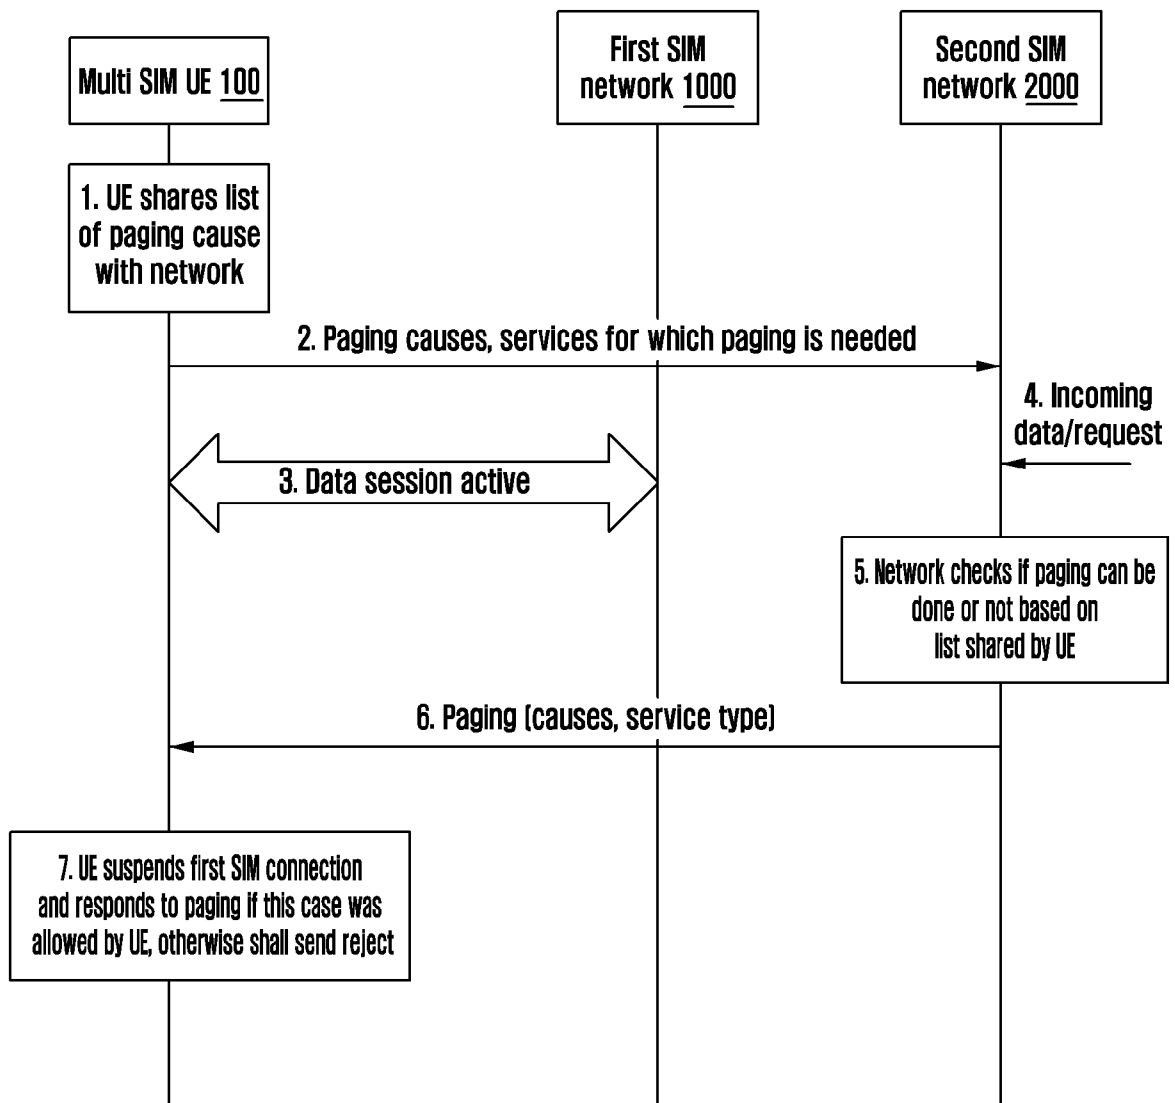 Multi SIM UE 100
First SIM
network 1000
Second SIM
network 2000
1. UE shares list
of paging cause
with network
2. Paging causes, services for which paging is needed
3. Data session active
4. Incoming
data/request
5. Network checks if paging can be
done or not based on
list shared by UE
6. Paging (causes, service type)
7. UE suspends first SIM connection
and responds to paging if this case was
allowed by UE, otherwise shall send reject